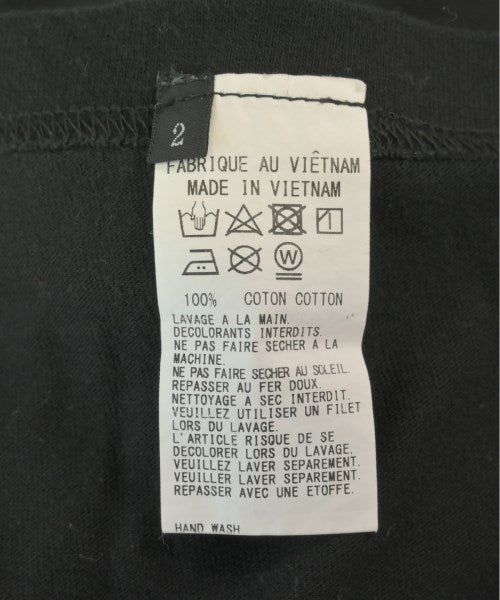 2
FABRIQUE AU VIÊTNAM
MADE IN VIETNAM
W
100% COTON COTTON
LAVAGE A LA MAIN.
DECOLORANTS INTERDITS.
NE PAS FAIRE SECHER A LA
MACHINE.
NE PAS FAIRE SECHER AU SOLEIL.
REPASSER AU FER DOUX.
NETTOYAGE A SEC INTERDIT.
VEUILLEZ UTILISER UN FILET
LORS DU LAVAGE.
L'ARTICLE RISQUE DE SE
DECOLORER LORS DU LAVAGE.
VEUILLEZ LAVER SEPAREMENT.
VEUILLEZ LAVER SEPAREMENT.
REPASSER AVEC UNE ETOFFE.
HAND WASH